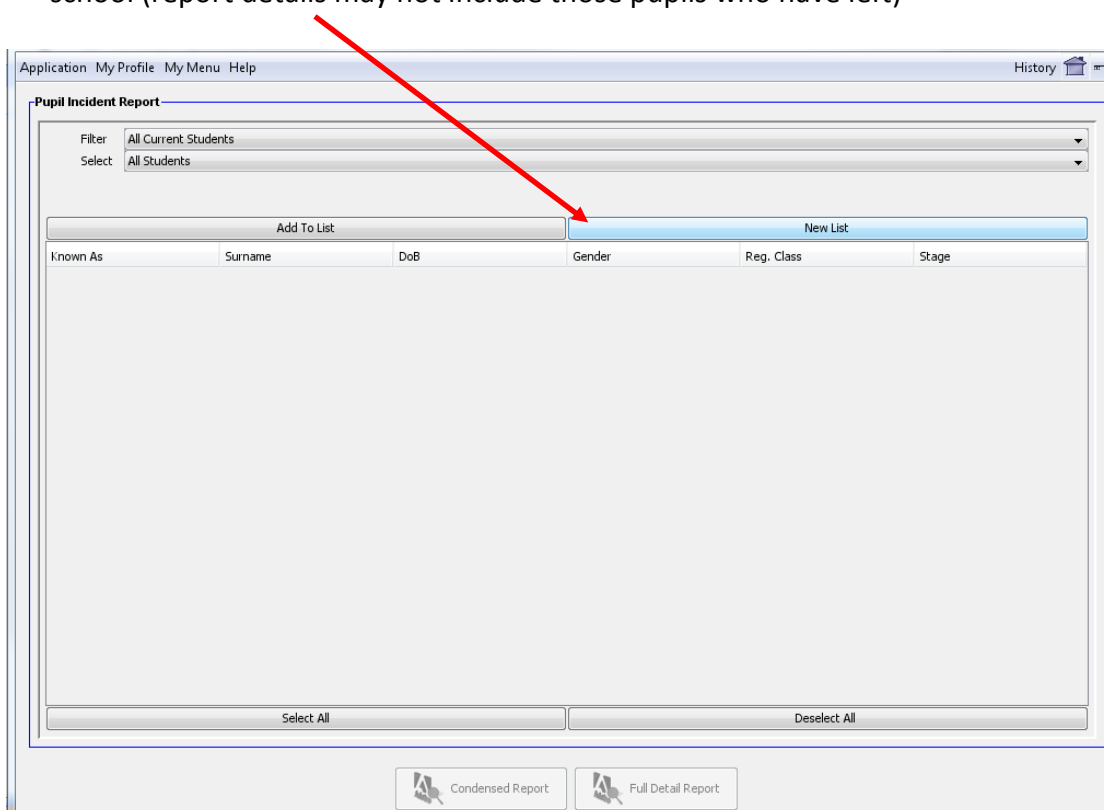 school (report details may not include those pupils who have left)
Application My Profile My Menu Help History
Pupil Incident Report
Filter All Current Students
Select All Students
Add To List New List
Known As Surname DoB Gender Reg. Class Stage
Select All Deselect All
Condensed Report Full Detail Report